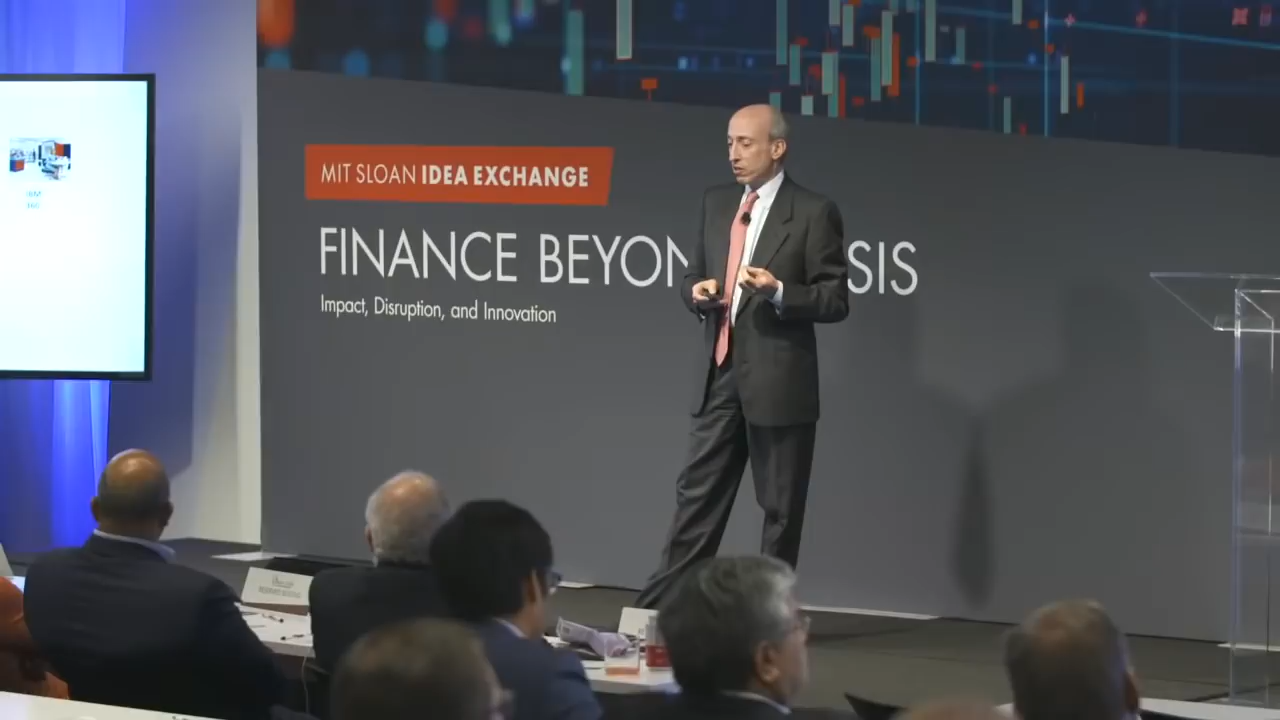 MIT SLOAN IDEA EXCHANGE
FINANCE BEYON SIS
Impact, Disruption, and Innovation